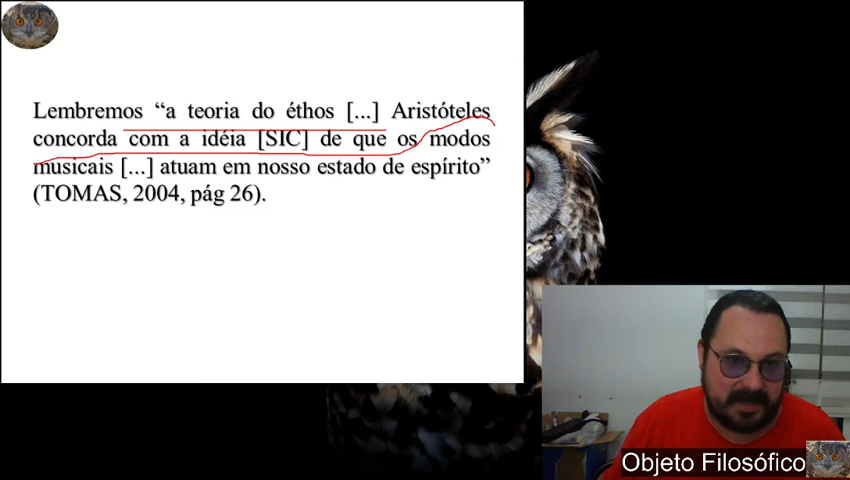 Lembremos “a teoria do éthos [...] Aristóteles
concorda com a idéia [SIC] de que os modos
musicais [...] atuam em nosso estado de espírito”
(TOMAS, 2004, pág 26).
Objeto Filosófico